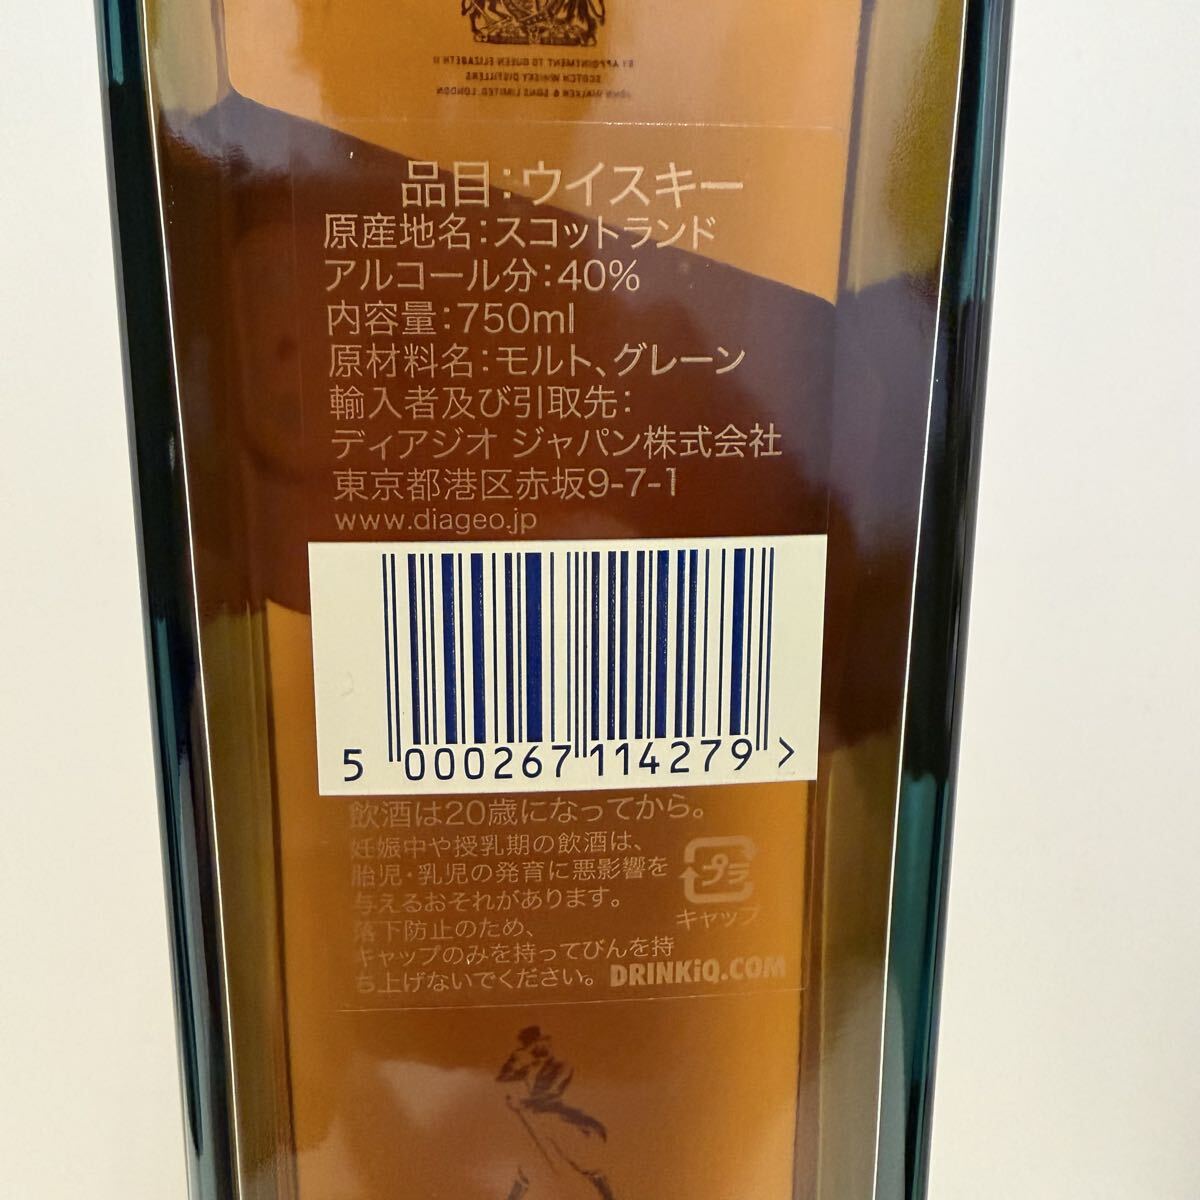 BY APPOINTMENT TO QUEEN ELIZABETH II
SCOTCH WHISKY DISTILLERS
JOHN WALKER & SONS LIMITED, LONDON
品目:ウイスキー
原産地名:スコットランド
アルコール分:40%
内容量:750ml
原材料名:モルト、グレーン
輸入者及び引取先:
ディアジオ ジャパン株式会社
東京都港区赤坂9-7-1
www.diageo.jp
5 000267 114279 >
飲酒は20歳になってから。
妊娠中や授乳期の飲酒は、
胎児・乳児の発育に悪影響を
与えるおそれがあります。
落下防止のため、
キャップのみを持ってびんを持
ち上げないでください。
プラ
キャップ
DRINKiQ.COM